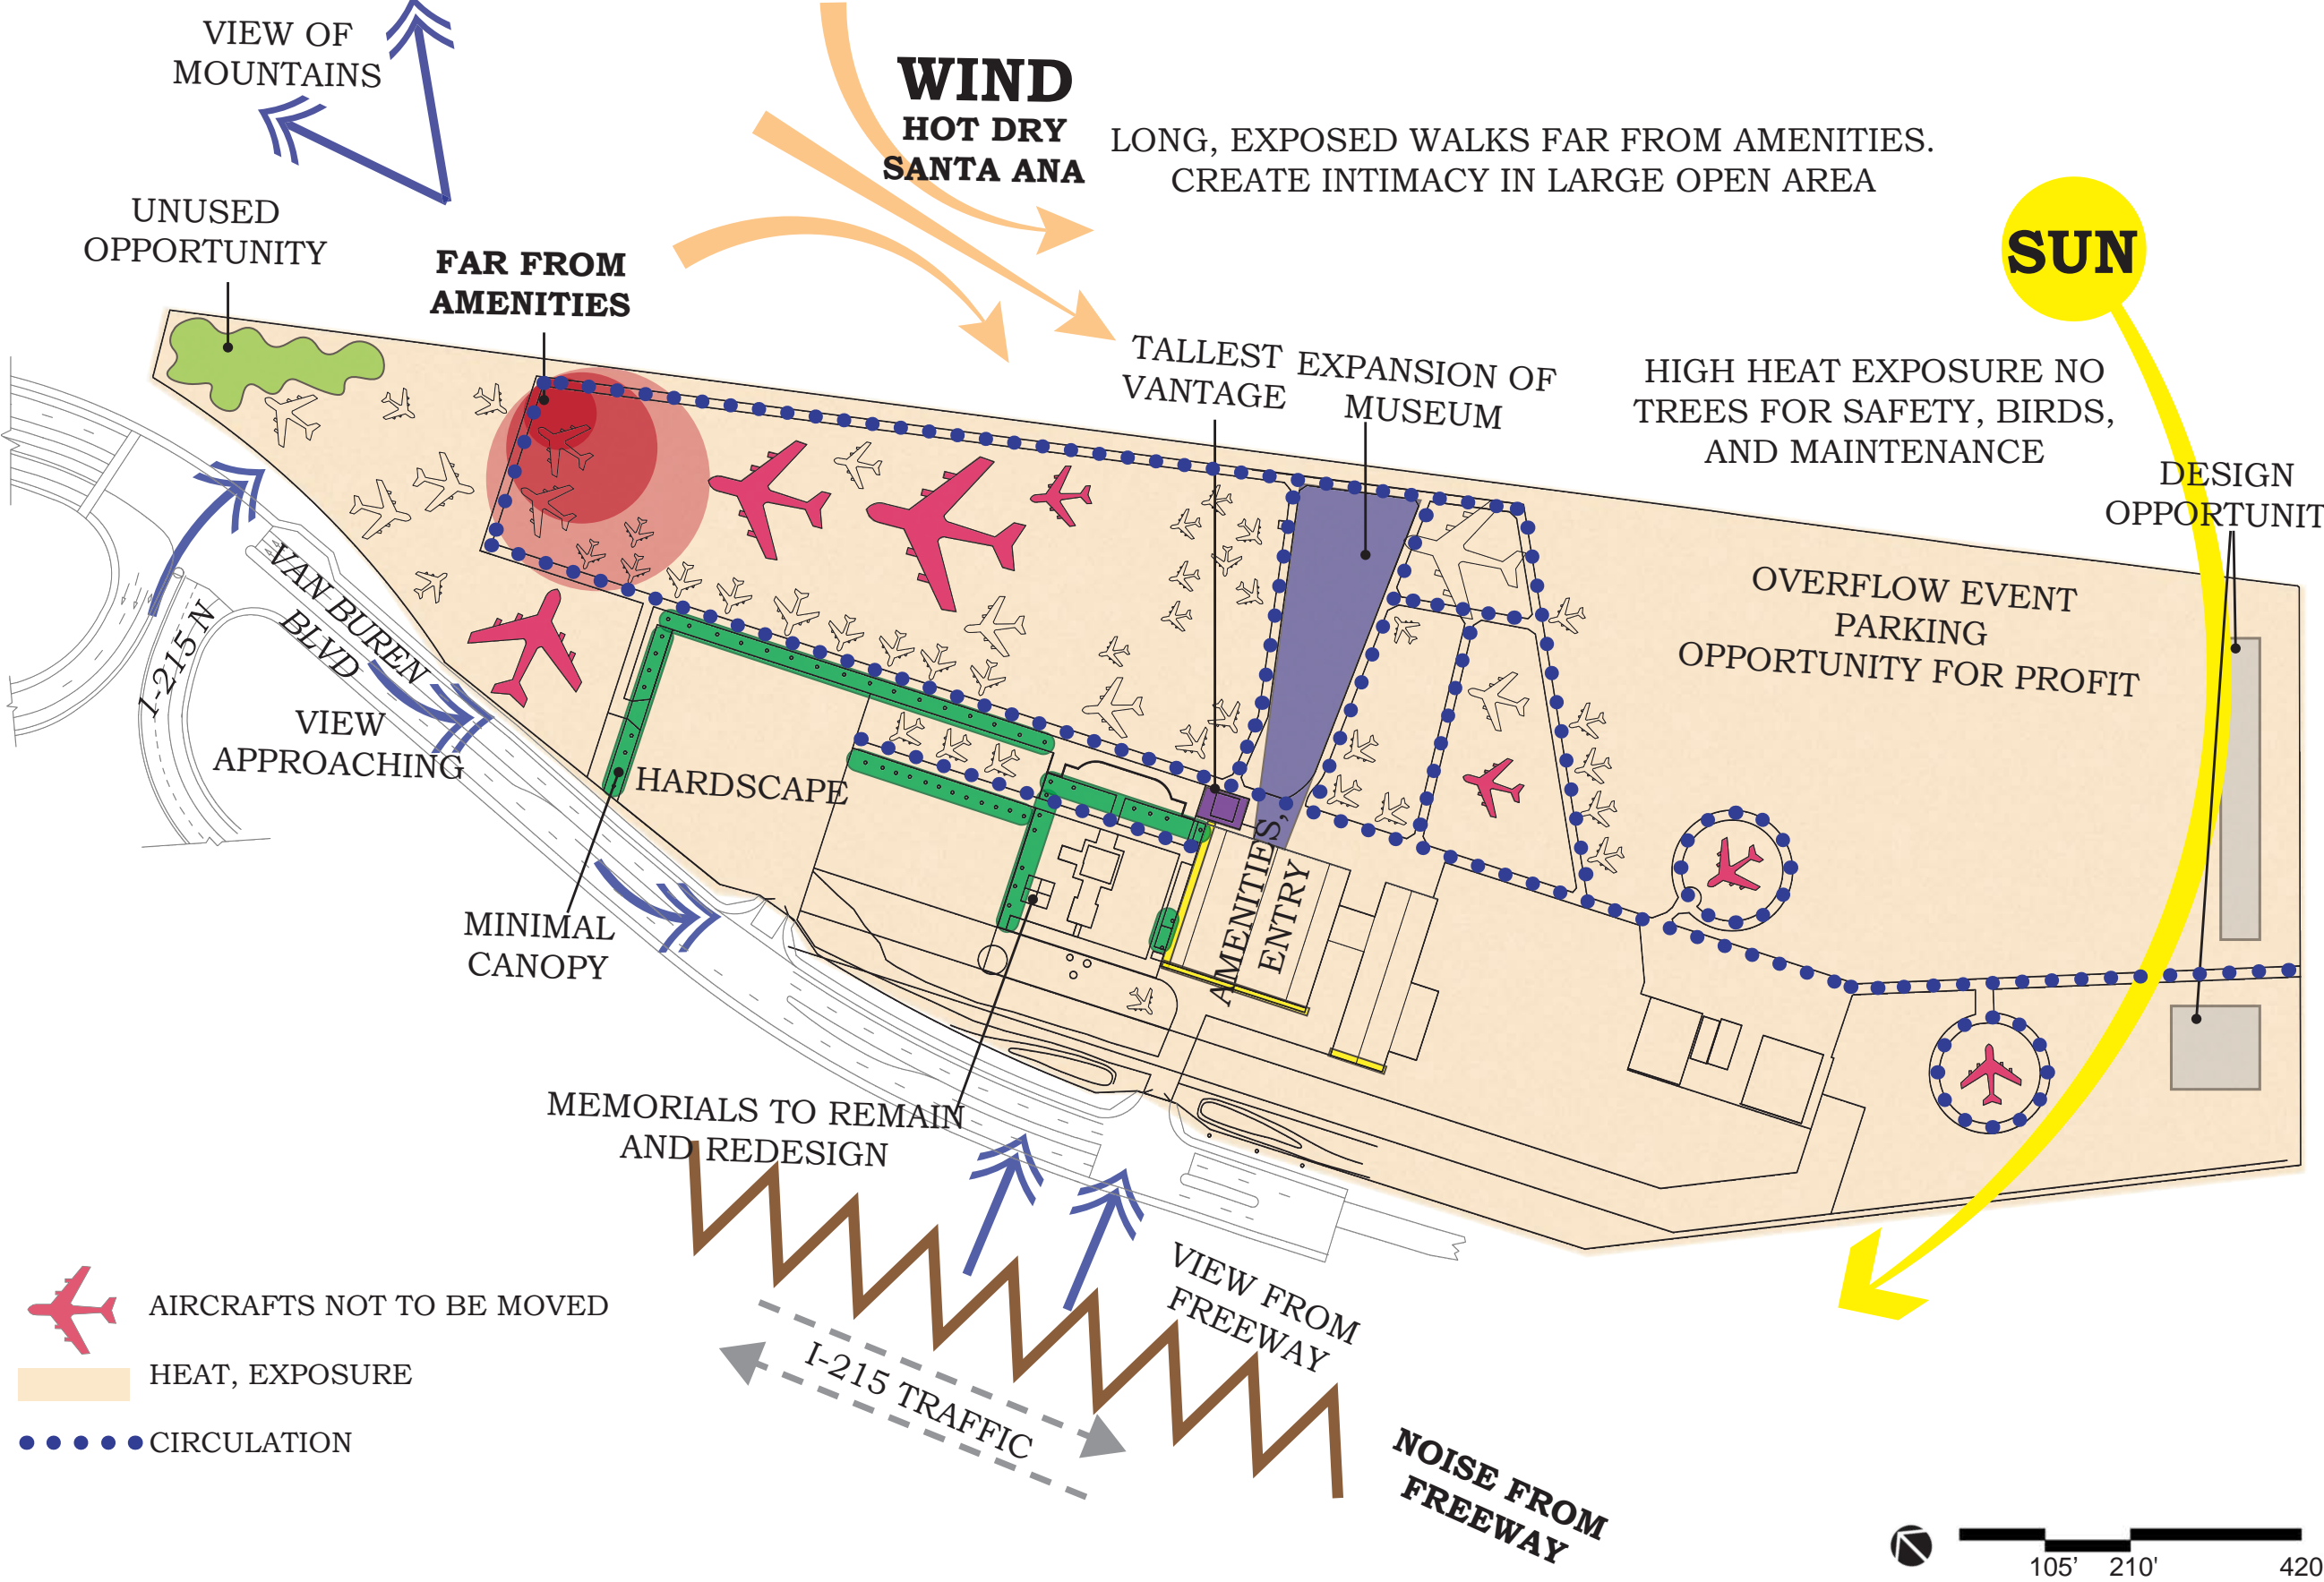 VIEW OF
MOUNTAINS
WIND
HOT DRY
SANTA ANA
LONG, EXPOSED WALKS FAR FROM AMENITIES.
CREATE INTIMACY IN LARGE OPEN AREA
UNUSED
OPPORTUNITY
FAR FROM
AMENITIES
SUN
TALLEST
VANTAGE
EXPANSION OF
MUSEUM
HIGH HEAT EXPOSURE NO
TREES FOR SAFETY, BIRDS,
AND MAINTENANCE
DESIGN
OPPORTUNIT
OVERFLOW EVENT
PARKING
OPPORTUNITY FOR PROFIT
VAN BUREN
BLVD
I-215 N
VIEW
APPROACHING
HARDSCAPE
AMENITIES,
ENTRY
MINIMAL
CANOPY
MEMORIALS TO REMAIN
AND REDESIGN
VIEW FROM
FREEWAY
I-215 TRAFFIC
NOISE FROM
FREEWAY
AIRCRAFTS NOT TO BE MOVED
HEAT, EXPOSURE
CIRCULATION
105' 210' 420